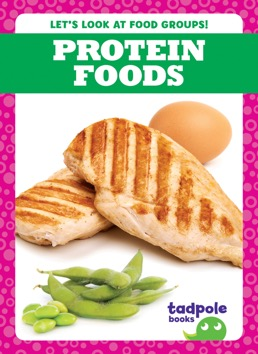 LET'S LOOK AT FOOD GROUPS!
PROTEIN
FOODS
tadpole
books